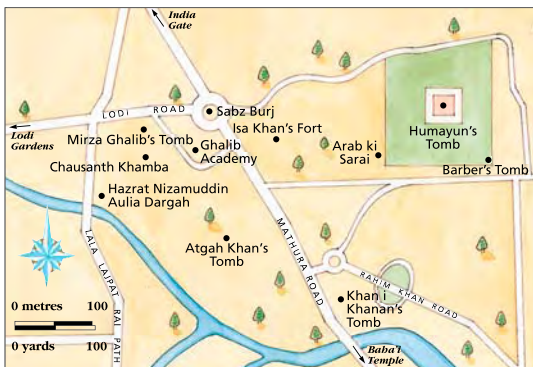 India
Gate
LODI ROAD
Sabz Burj
Lodi
Gardens
Mirza Ghalib's Tomb
Ghalib
Academy
Isa Khan's Fort
Arab ki
Sarai
Humayun's
Tomb
Barber's Tomb
Chausanth Khamba
Hazrat Nizamuddin
Aulia Dargah
Atgah Khan's
Tomb
MATHURA ROAD
LALA LAJPAT RAI PATH
RAHIM KHAN ROAD
Khan i
Khanan's
Tomb
0 metres 100
0 yards 100
Baha'i
Temple